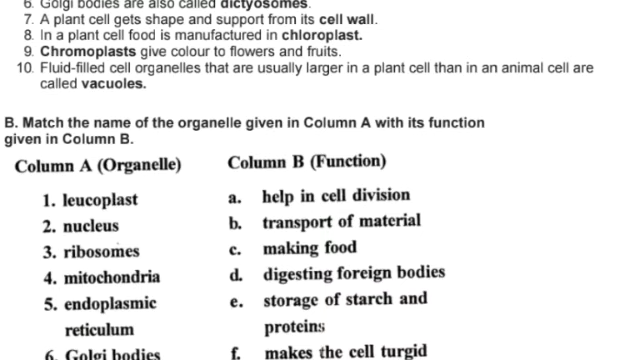 6. Golgi bodies are also called dictyosomes.
7. A plant cell gets shape and support from its cell wall.
8. In a plant cell food is manufactured in chloroplast.
9. Chromoplasts give colour to flowers and fruits.
10. Fluid-filled cell organelles that are usually larger in a plant cell than in an animal cell are
called vacuoles.
B. Match the name of the organelle given in Column A with its function
given in Column B.
Column A (Organelle) Column B (Function)
1. leucoplast a. help in cell division
2. nucleus b. transport of material
3. ribosomes c. making food
4. mitochondria d. digesting foreign bodies
5. endoplasmic e. storage of starch and
reticulum proteins
6. Golgi bodies f. makes the cell turgid